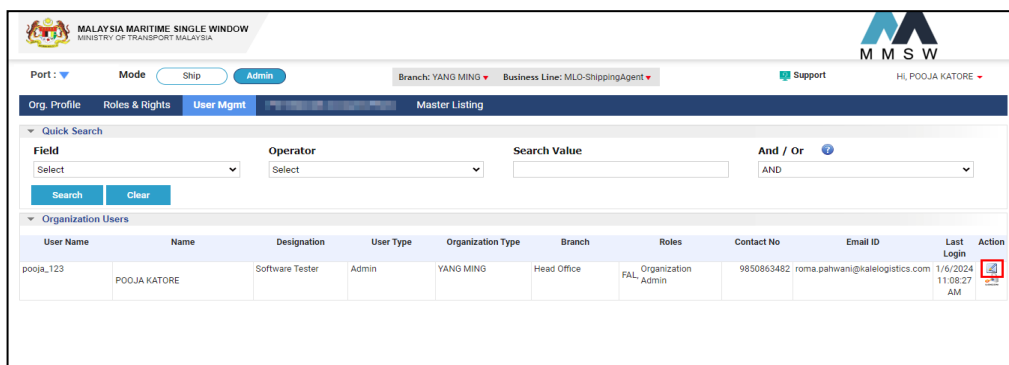 MALAYSIA MARITIME SINGLE WINDOW
MINISTRY OF TRANSPORT MALAYSIA
M M S W
Port : Mode Ship Admin Branch: YANG MING Business Line: MLO-ShippingAgent Support Hi, POOJA KATORE
Org. Profile Roles & Rights User Mgmt Master Listing
Quick Search
Field Operator Search Value And / Or ?
Select Select AND
Search Clear
Organization Users
User Name Name Designation User Type Organization Type Branch Roles Contact No Email ID Last Login Action
pooja_123 POOJA KATORE Software Tester Admin YANG MING Head Office FAL, Organization Admin 9850863482 roma.pahwani@kalelogistics.com 1/6/2024 11:08:27 AM